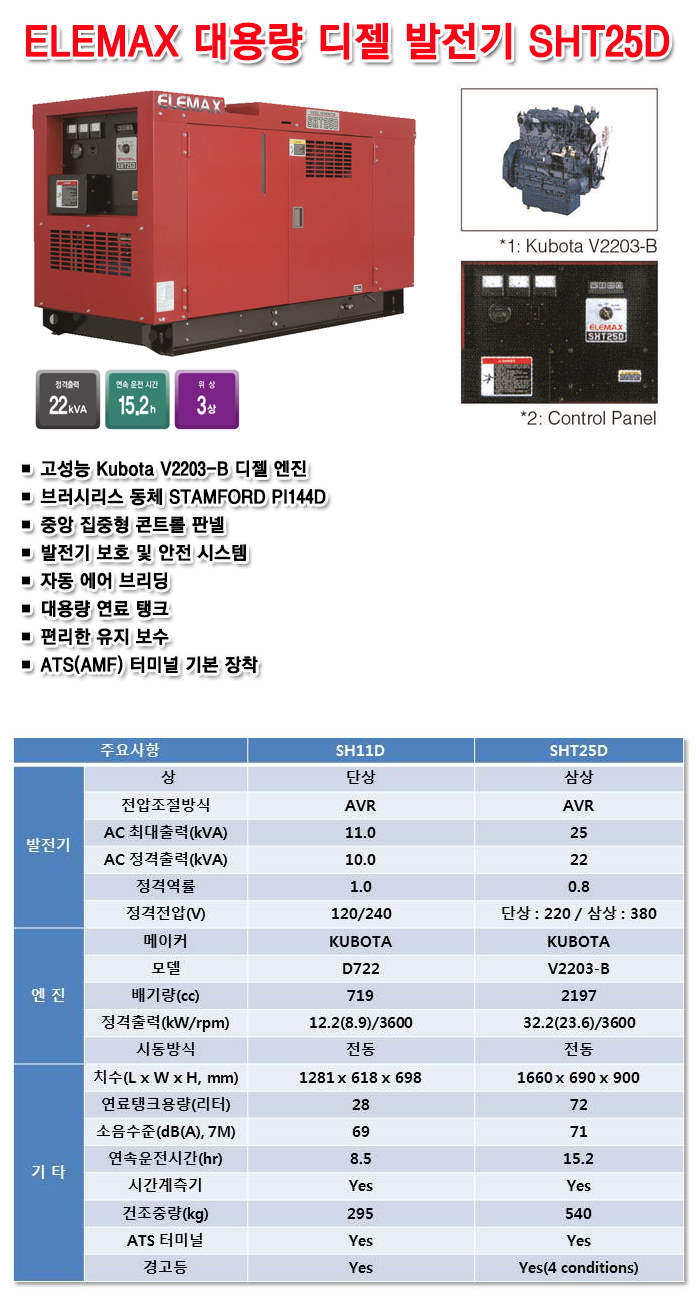 ELEMAX 대용량 디젤 발전기 SHT25D
ELEMAX
DIESEL GENERATOR
SHT25D
SHT25D
*1: Kubota V2203-B
ELEMAX
SHT25D
*2: Control Panel
정격출력
22kVA
연속 운전 시간
15.2h
위 상
3상
■ 고성능 Kubota V2203-B 디젤 엔진
■ 브러시리스 동체 STAMFORD PI144D
■ 중앙 집중형 콘트롤 판넬
■ 발전기 보호 및 안전 시스템
■ 자동 에어 브리딩
■ 대용량 연료 탱크
■ 편리한 유지 보수
■ ATS(AMF) 터미널 기본 장착
주요사항 SH11D SHT25D
발전기
상 단상 삼상
전압조절방식 AVR AVR
AC 최대출력(kVA) 11.0 25
AC 정격출력(kVA) 10.0 22
정격역률 1.0 0.8
정격전압(V) 120/240 단상 : 220 / 삼상 : 380
엔 진
메이커 KUBOTA KUBOTA
모델 D722 V2203-B
배기량(cc) 719 2197
정격출력(kW/rpm) 12.2(8.9)/3600 32.2(23.6)/3600
시동방식 전동 전동
기 타
치수(L x W x H, mm) 1281 x 618 x 698 1660 x 690 x 900
연료탱크용량(리터) 28 72
소음수준(dB(A), 7M) 69 71
연속운전시간(hr) 8.5 15.2
시간계측기 Yes Yes
건조중량(kg) 295 540
ATS 터미널 Yes Yes
경고등 Yes Yes(4 conditions)